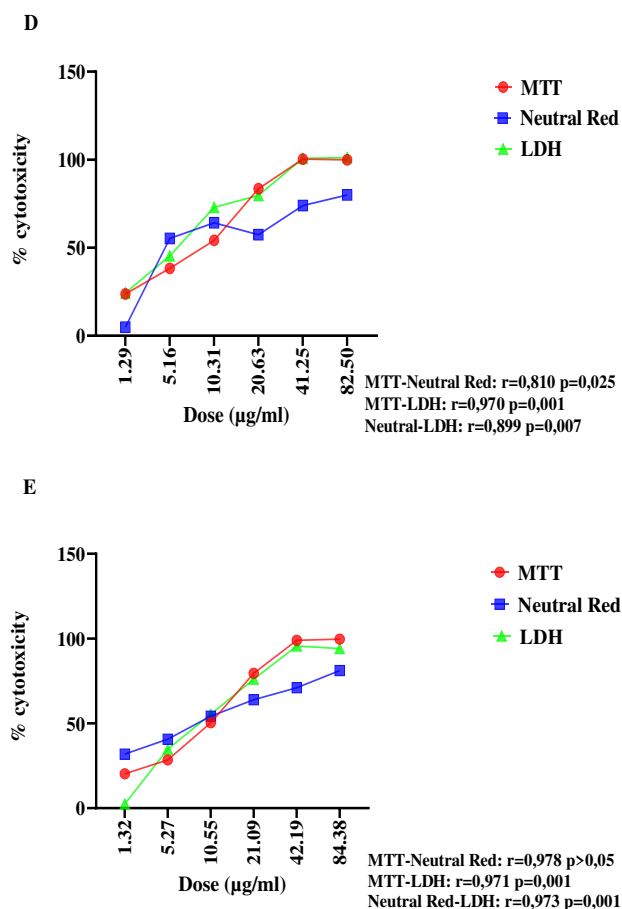 D
150
100
50
0
% cytotoxicity
1.29
5.16
10.31
20.63
41.25
82.50
Dose (µg/ml)
MTT
Neutral Red
LDH
MTT-Neutral Red: r=0,810 p=0,025
MTT-LDH: r=0,970 p=0,001
Neutral-LDH: r=0,899 p=0,007
E
150
100
50
0
% cytotoxicity
1.32
5.27
10.55
21.09
42.19
84.38
Dose (µg/ml)
MTT
Neutral Red
LDH
MTT-Neutral Red: r=0,978 p>0,05
MTT-LDH: r=0,971 p=0,001
Neutral Red-LDH: r=0,973 p=0,001